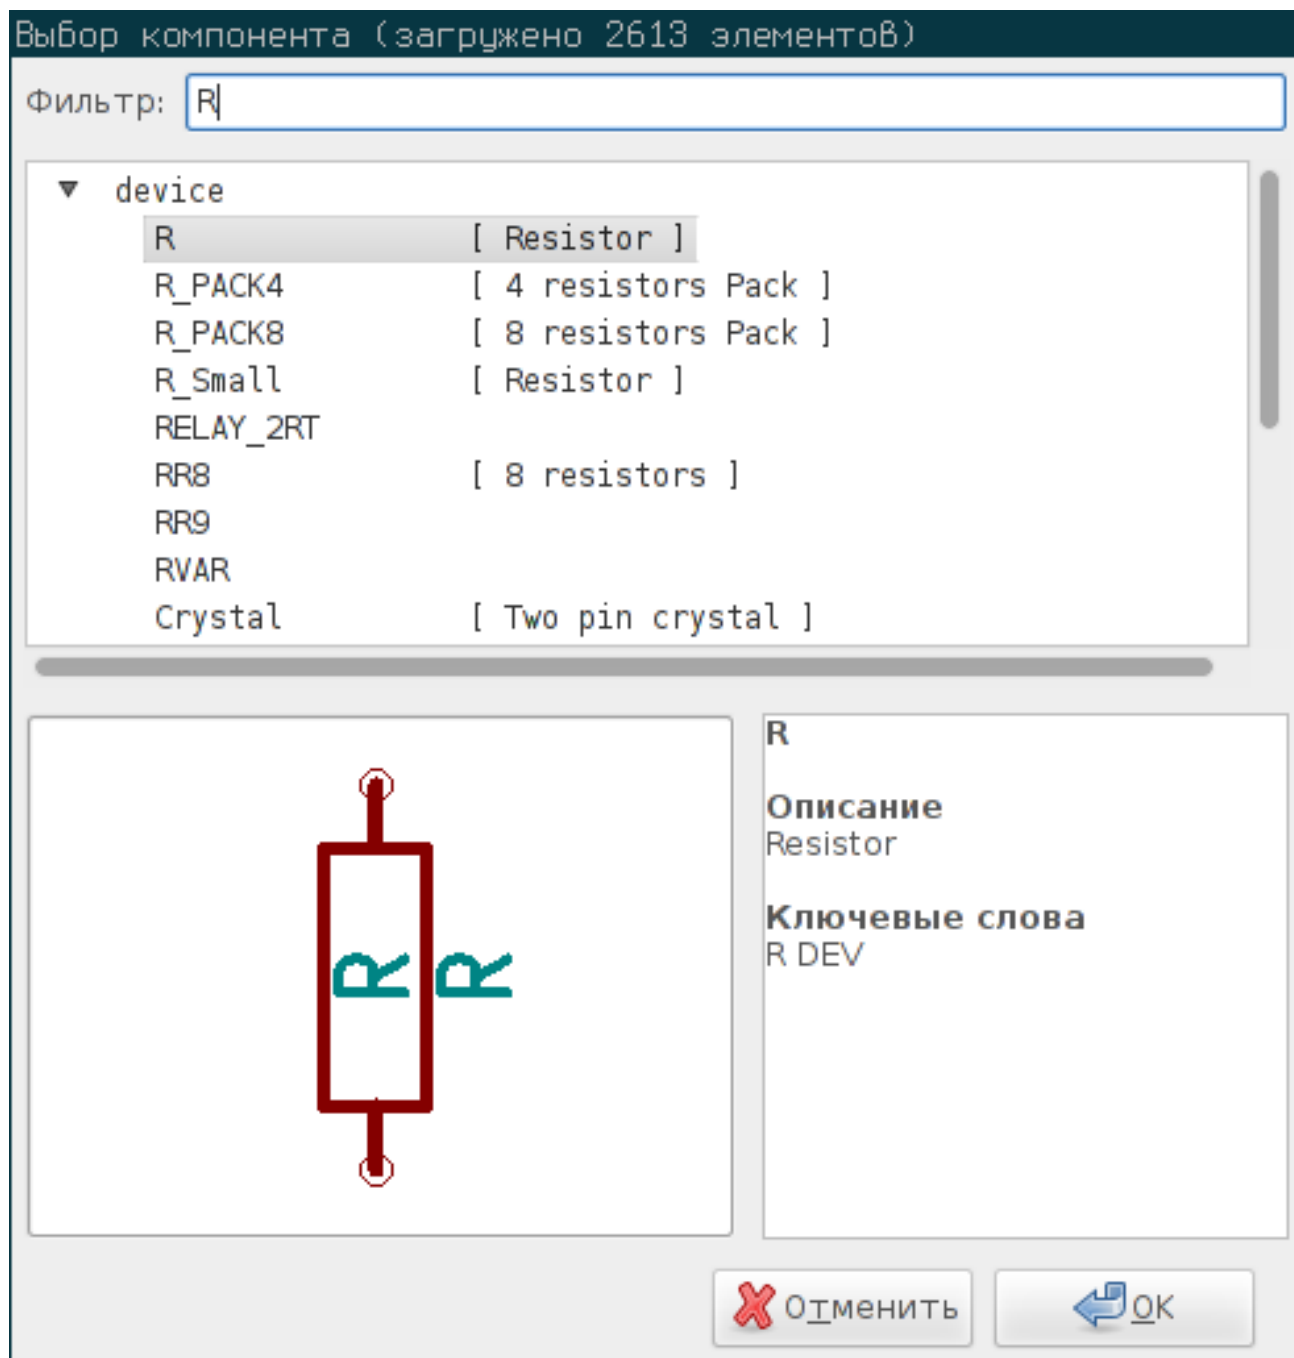 Выбор компонента (загружено 2613 элементов)
Фильтр: R
device
R [ Resistor ]
R_PACK4 [ 4 resistors Pack ]
R_PACK8 [ 8 resistors Pack ]
R_Small [ Resistor ]
RELAY_2RT
RR8 [ 8 resistors ]
RR9
RVAR
Crystal [ Two pin crystal ]
R R
R
Описание
Resistor
Ключевые слова
R DEV
Отменить
OK